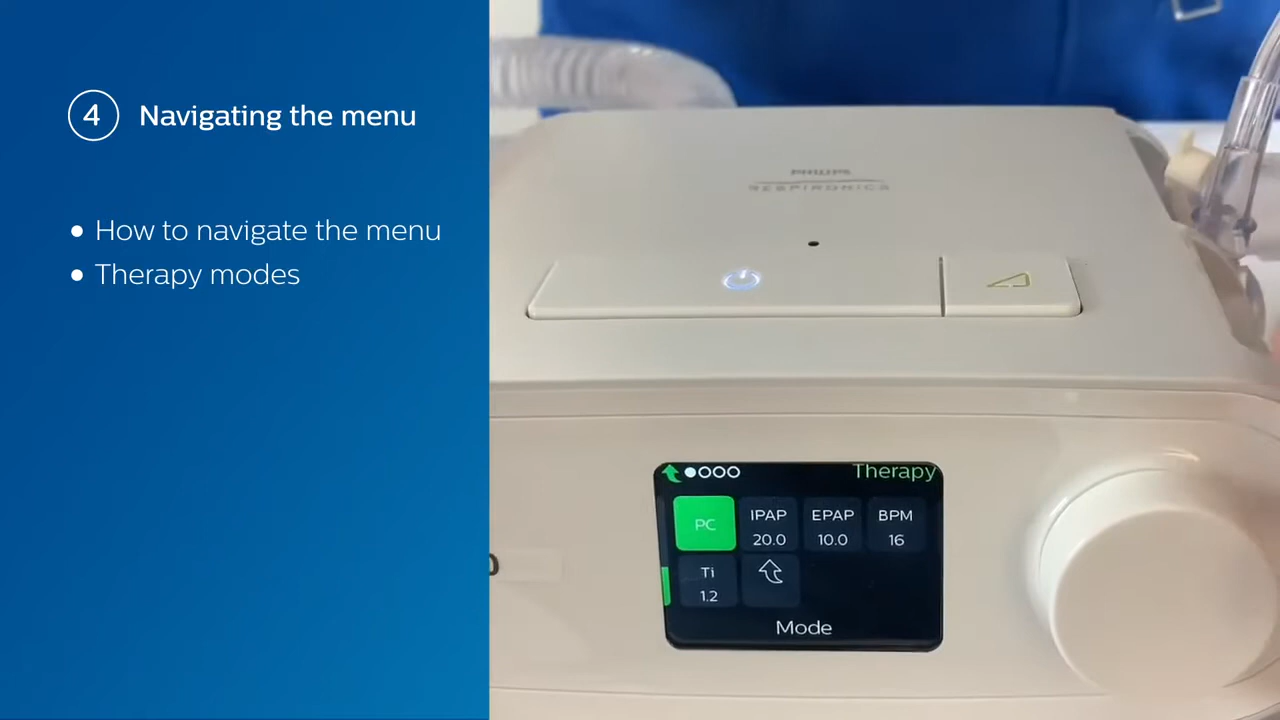 4 Navigating the menu
• How to navigate the menu
• Therapy modes
PHILIPS
RESPIRONICS
Therapy
PC
IPAP
20.0
EPAP
10.0
BPM
16
Ti
1.2
Mode